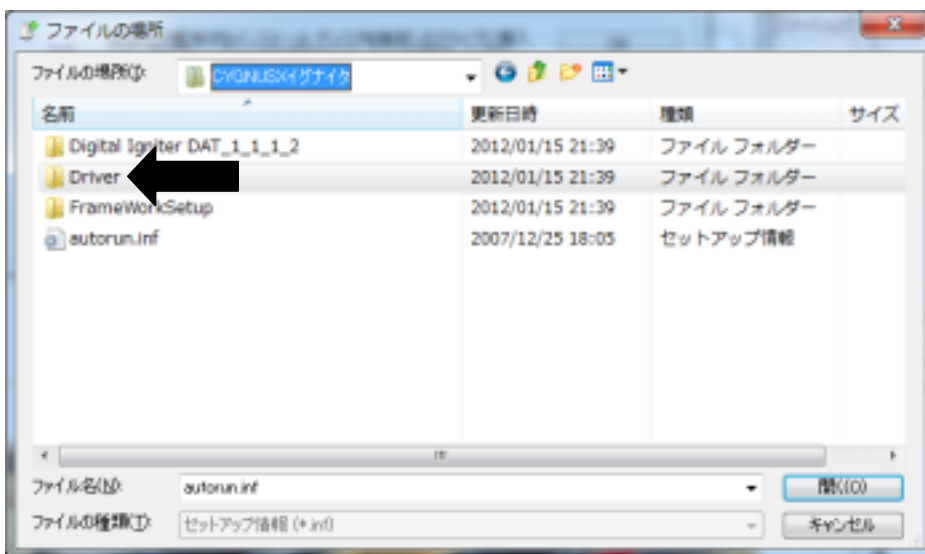 ファイルの場所
ファイルの場所(I): CYGNUSXイグナイタ
名前 更新日時 種類 サイズ
Digital Igniter DAT_1_1_1_2 2012/01/15 21:39 ファイル フォルダー
Driver 2012/01/15 21:39 ファイル フォルダー
FrameWorkSetup 2012/01/15 21:39 ファイル フォルダー
autorun.inf 2007/12/25 18:05 セットアップ情報
ファイル名(N): autorun.inf 開く(O)
ファイルの種類(T): セットアップ情報 (*.inf) キャンセル